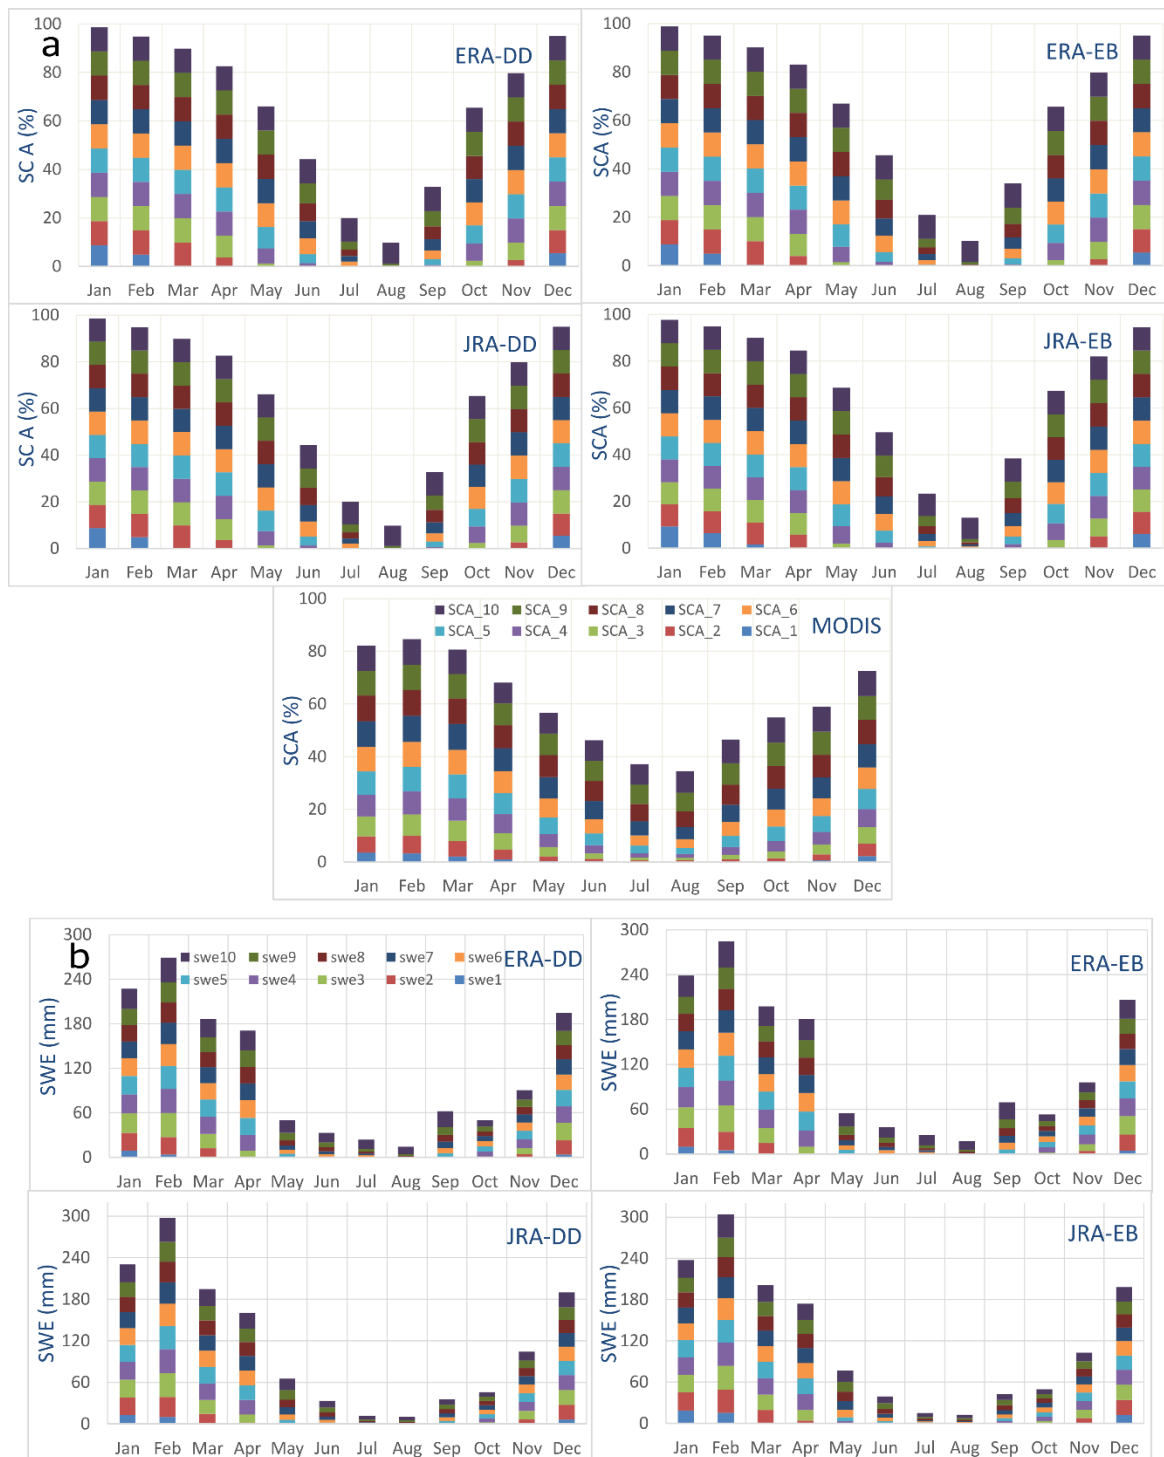 a
ERA-DD
SC A (%)
100
80
60
40
20
0
Jan Feb Mar Apr May Jun Jul Aug Sep Oct Nov Dec
ERA-EB
SCA (%)
100
80
60
40
20
0
Jan Feb Mar Apr May Jun Jul Aug Sep Oct Nov Dec
JRA-DD
SC A (%)
100
80
60
40
20
0
Jan Feb Mar Apr May Jun Jul Aug Sep Oct Nov Dec
JRA-EB
SCA (%)
100
80
60
40
20
0
Jan Feb Mar Apr May Jun Jul Aug Sep Oct Nov Dec
SCA_10 SCA_9 SCA_8 SCA_7 SCA_6
SCA_5 SCA_4 SCA_3 SCA_2 SCA_1
MODIS
SCA (%)
100
80
60
40
20
0
Jan Feb Mar Apr May Jun Jul Aug Sep Oct Nov Dec
b
swe10 swe9 swe8 swe7 swe6
swe5 swe4 swe3 swe2 swe1
ERA-DD
SWE (mm)
300
240
180
120
60
0
Jan Feb Mar Apr May Jun Jul Aug Sep Oct Nov Dec
ERA-EB
SWE (mm)
300
240
180
120
60
0
Jan Feb Mar Apr May Jun Jul Aug Sep Oct Nov Dec
JRA-DD
SWE (mm)
300
240
180
120
60
0
Jan Feb Mar Apr May Jun Jul Aug Sep Oct Nov Dec
JRA-EB
SWE (mm)
300
240
180
120
60
0
Jan Feb Mar Apr May Jun Jul Aug Sep Oct Nov Dec